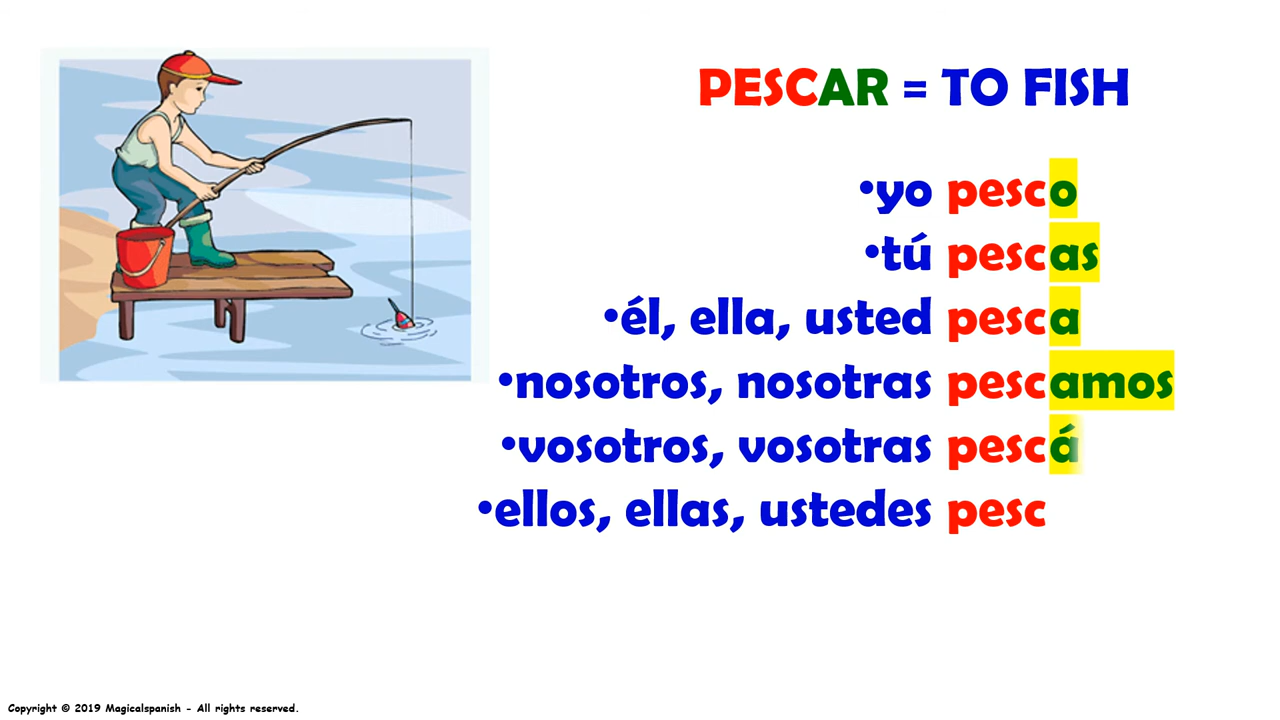 PESCAR = TO FISH
•yo pesco
•tú pescas
•él, ella, usted pesca
•nosotros, nosotras pescamos
•vosotros, vosotras pescá
•ellos, ellas, ustedes pesc
Copyright © 2019 Magicalspanish - All rights reserved.